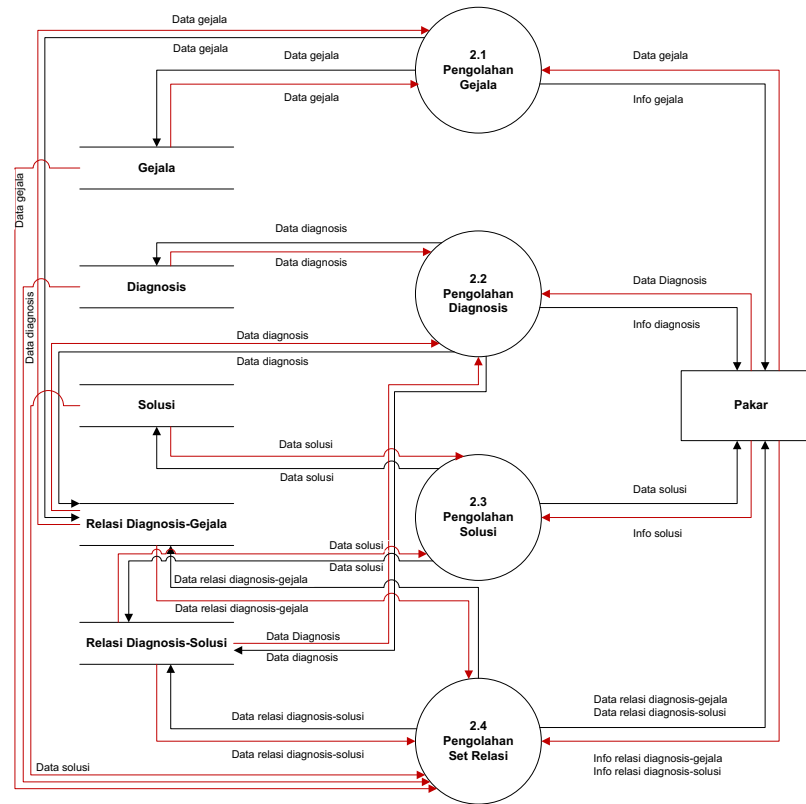 Data gejala
Data gejala
Data gejala
Data gejala
2.1
Pengolahan
Gejala
Data gejala
Info gejala
Gejala
Data gejala
Data diagnosis
Data diagnosis
2.2
Pengolahan
Diagnosis
Data Diagnosis
Info diagnosis
Diagnosis
Data diagnosis
Data diagnosis
Data diagnosis
Solusi
Pakar
Data solusi
Data solusi
2.3
Pengolahan
Solusi
Data solusi
Info solusi
Relasi Diagnosis-Gejala
Data solusi
Data solusi
Data relasi diagnosis-gejala
Data relasi diagnosis-gejala
Relasi Diagnosis-Solusi
Data Diagnosis
Data diagnosis
Data relasi diagnosis-solusi
Data relasi diagnosis-solusi
2.4
Pengolahan
Set Relasi
Data relasi diagnosis-gejala
Data relasi diagnosis-solusi
Info relasi diagnosis-gejala
Info relasi diagnosis-solusi
Data solusi